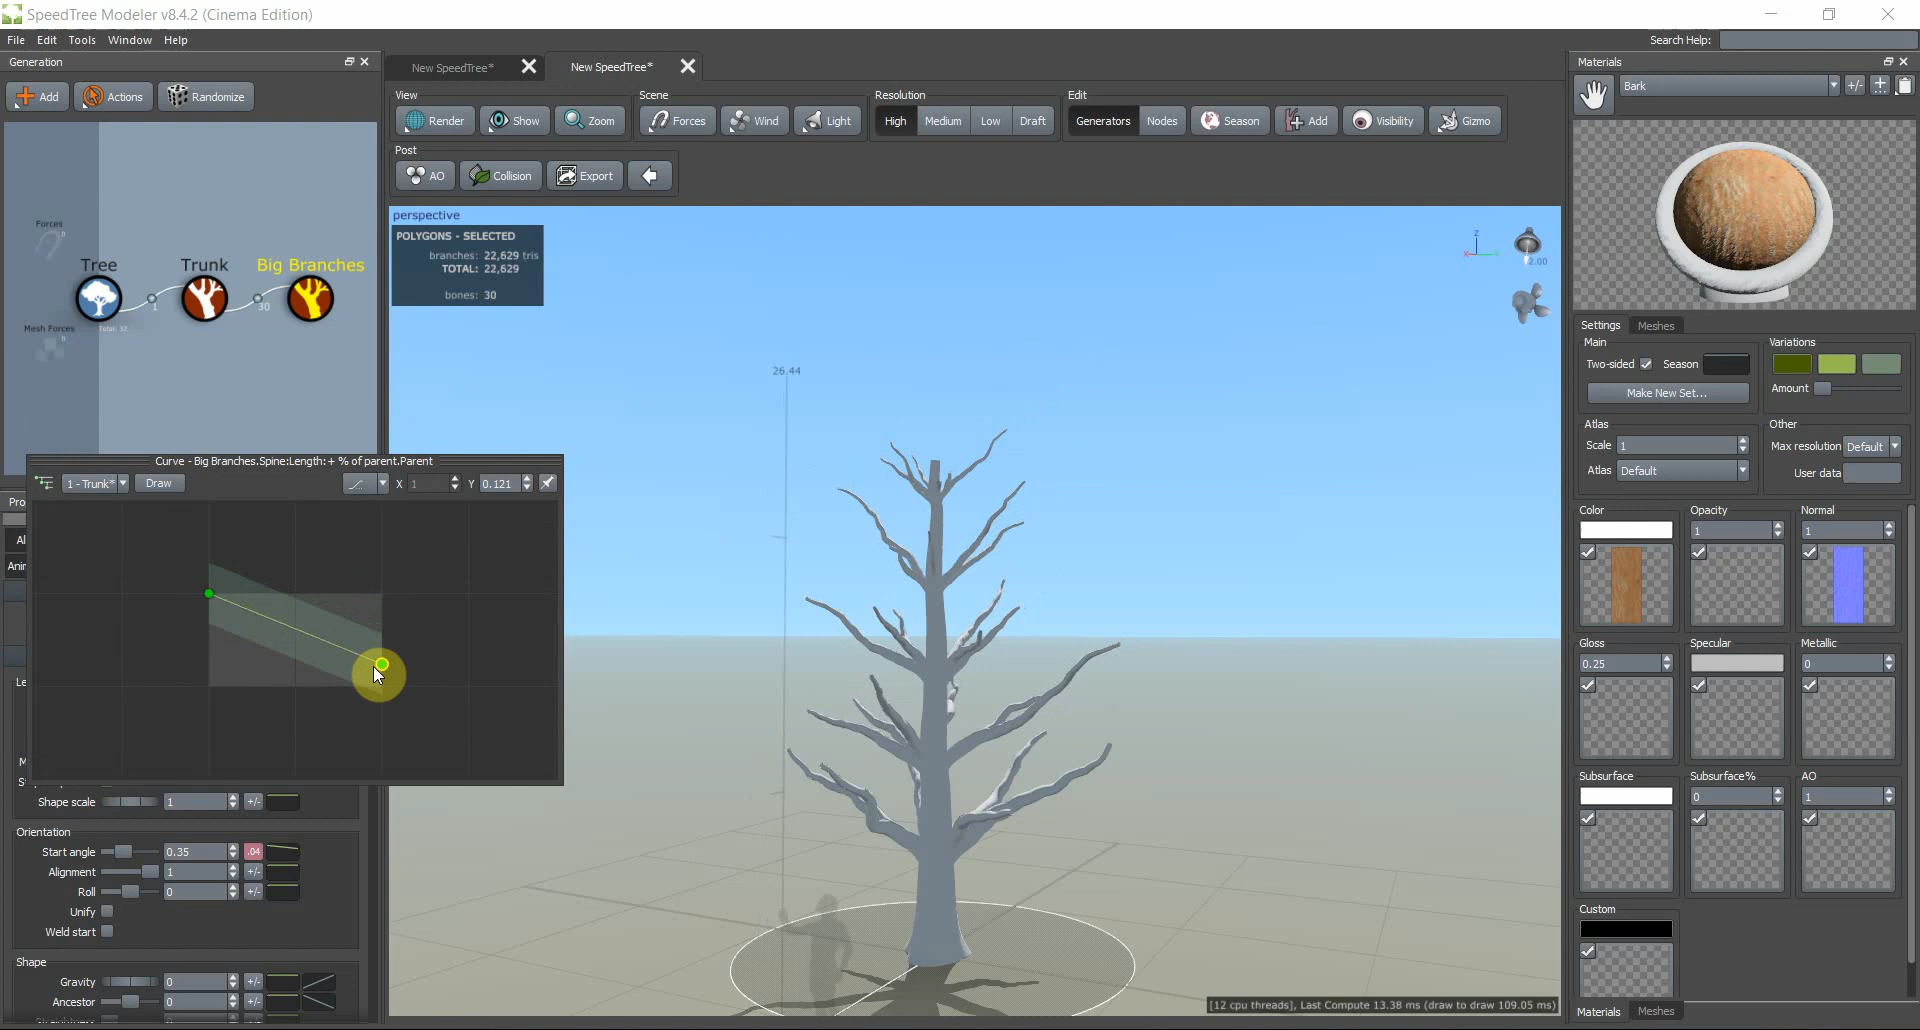 SpeedTree Modeler v8.4.2 (Cinema Edition)
File Edit Tools Window Help
Search Help:
Generation
Add Actions Randomize
Forces
0
Tree Trunk Big Branches
1 30
Mesh Forces
0
Total: 32
Curve - Big Branches.Spine:Length:+ % of parent.Parent
1 - Trunk* Draw X 1 Y 0.121
Shape scale 1 +/-
Orientation
Start angle 0.35 .04
Alignment 1 +/-
Roll 0 +/-
Unify
Weld start
Shape
Gravity 0 +/-
Ancestor 0 +/-
New SpeedTree* New SpeedTree*
View Scene Resolution Edit
Render Show Zoom Forces Wind Light High Medium Low Draft Generators Nodes Season Add Visibility Gizmo
Post
AO Collision Export
perspective
POLYGONS - SELECTED
branches: 22,629 tris
TOTAL: 22,629
bones: 30
Z
X
2.00
26.44
[12 cpu threads], Last Compute 13.38 ms (draw to draw 109.05 ms)
Materials
Bark +/-
Settings Meshes
Main Variations
Two-sided Season
Make New Set... Amount
Atlas Other
Scale 1 Max resolution Default
Atlas Default User data
Color Opacity Normal
1 1
Gloss Specular Metallic
0.25 0
Subsurface Subsurface% AO
0 1
Custom
Materials Meshes